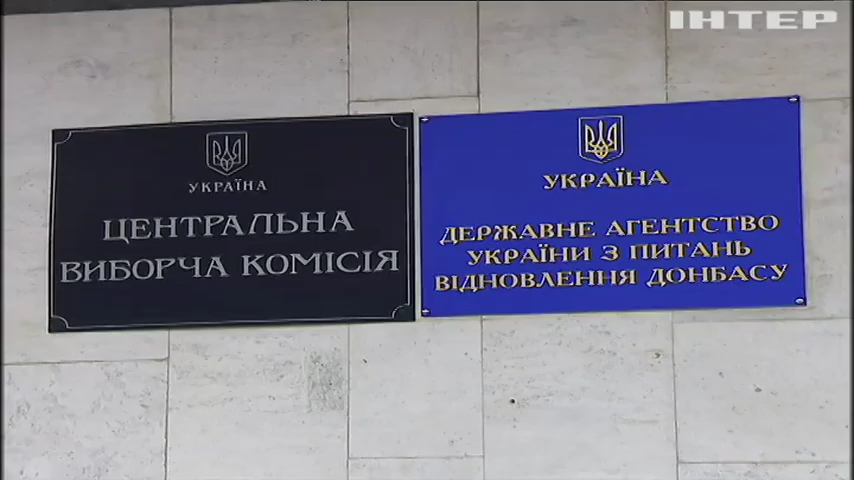 ІНТЕР
УКРАЇНА
ЦЕНТРАЛЬНА
ВИБОРЧА КОМІСІЯ
УКРАЇНА
ДЕРЖАВНЕ АГЕНТСТВО
УКРАЇНИ З ПИТАНЬ
ВІДНОВЛЕННЯ ДОНБАСУ